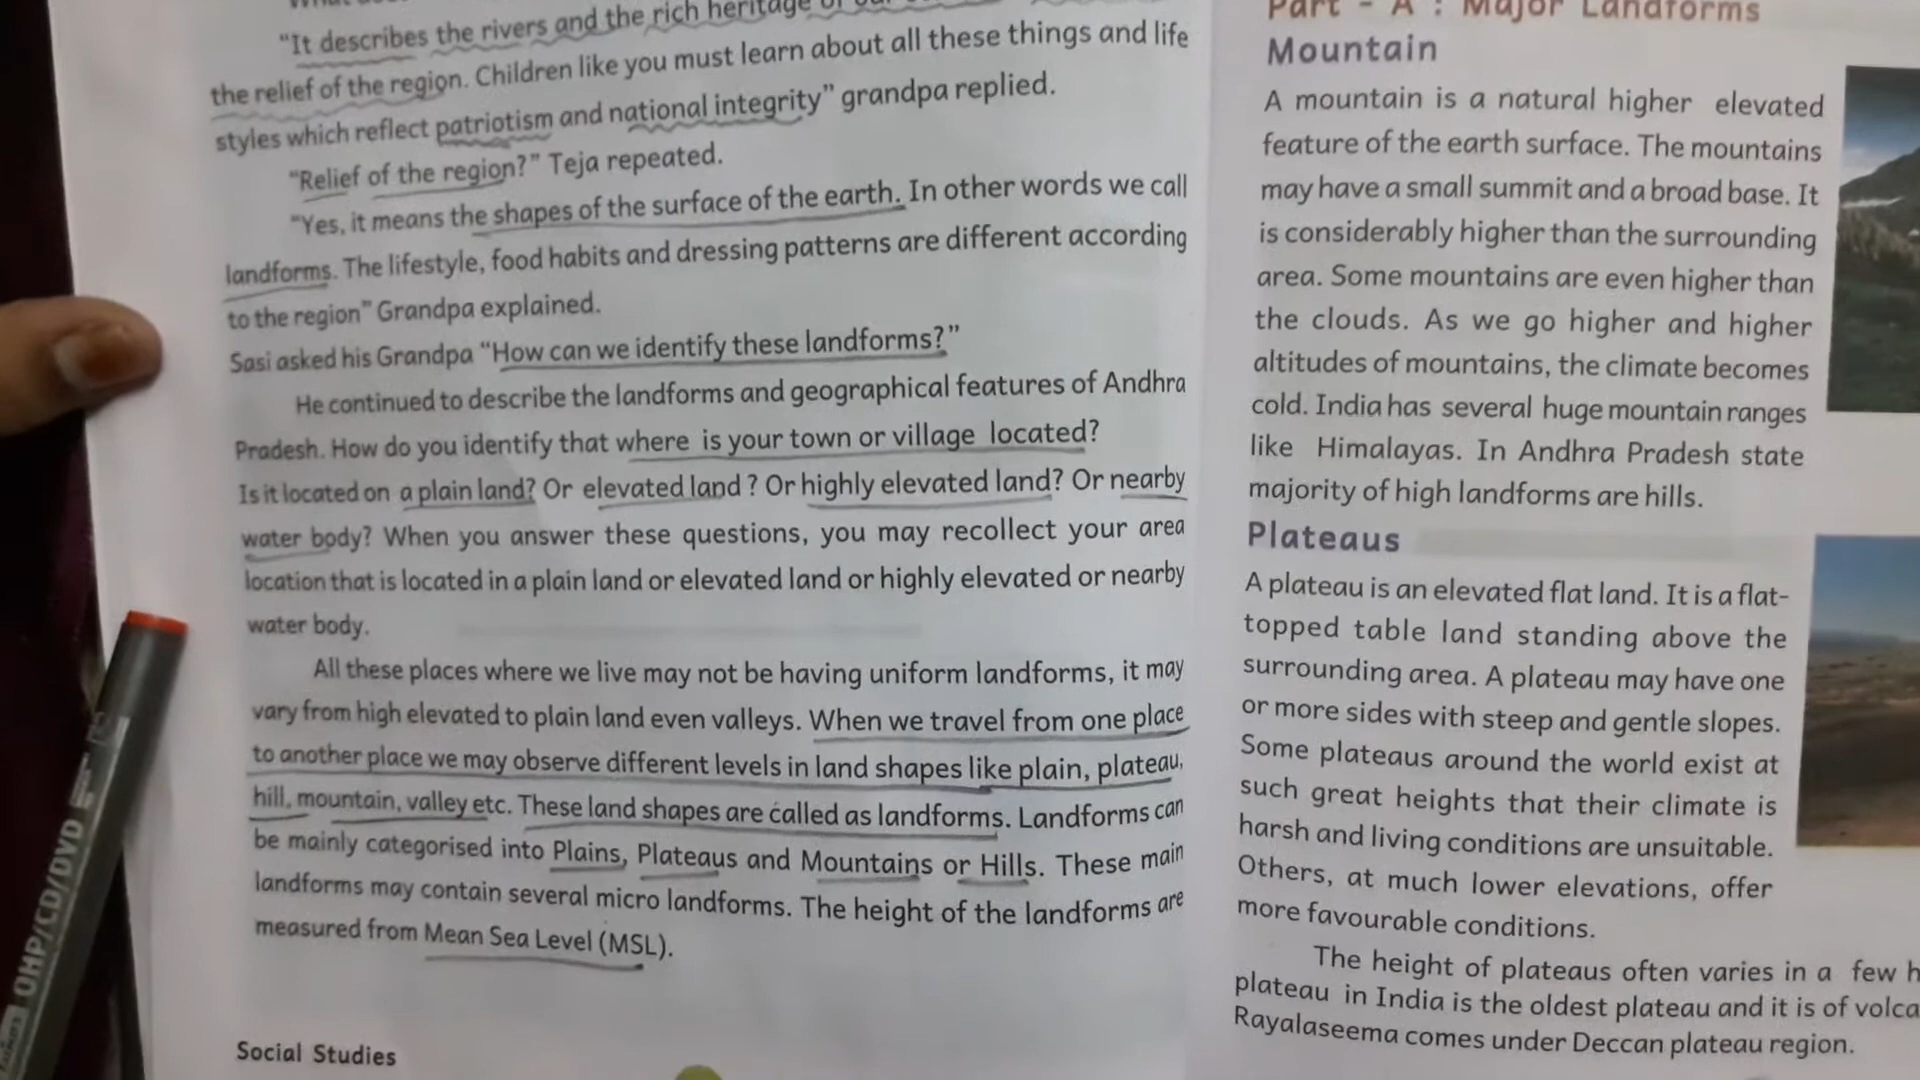 "It describes the rivers and the rich heritage of our
the relief of the region. Children like you must learn about all these things and life
styles which reflect patriotism and national integrity" grandpa replied.
"Relief of the region?" Teja repeated.
"Yes, it means the shapes of the surface of the earth. In other words we call
landforms. The lifestyle, food habits and dressing patterns are different according
to the region" Grandpa explained.
Sasi asked his Grandpa "How can we identify these landforms?"
He continued to describe the landforms and geographical features of Andhra
Pradesh. How do you identify that where is your town or village located?
Is it located on a plain land? Or elevated land ? Or highly elevated land? Or nearby
water body? When you answer these questions, you may recollect your area
location that is located in a plain land or elevated land or highly elevated or nearby
water body.
All these places where we live may not be having uniform landforms, it may
vary from high elevated to plain land even valleys. When we travel from one place
to another place we may observe different levels in land shapes like plain, plateau,
hill, mountain, valley etc. These land shapes are called as landforms. Landforms can
be mainly categorised into Plains, Plateaus and Mountains or Hills. These main
landforms may contain several micro landforms. The height of the landforms are
measured from Mean Sea Level (MSL).
Social Studies
Part - A : Major Landforms
Mountain
A mountain is a natural higher elevated
feature of the earth surface. The mountains
may have a small summit and a broad base. It
is considerably higher than the surrounding
area. Some mountains are even higher than
the clouds. As we go higher and higher
altitudes of mountains, the climate becomes
cold. India has several huge mountain ranges
like Himalayas. In Andhra Pradesh state
majority of high landforms are hills.
Plateaus
A plateau is an elevated flat land. It is a flat-
topped table land standing above the
surrounding area. A plateau may have one
or more sides with steep and gentle slopes.
Some plateaus around the world exist at
such great heights that their climate is
harsh and living conditions are unsuitable.
Others, at much lower elevations, offer
more favourable conditions.
The height of plateaus often varies in a few
plateau in India is the oldest plateau and it is of
Rayalaseema comes under Deccan plateau region.
OHP/CD/DVD